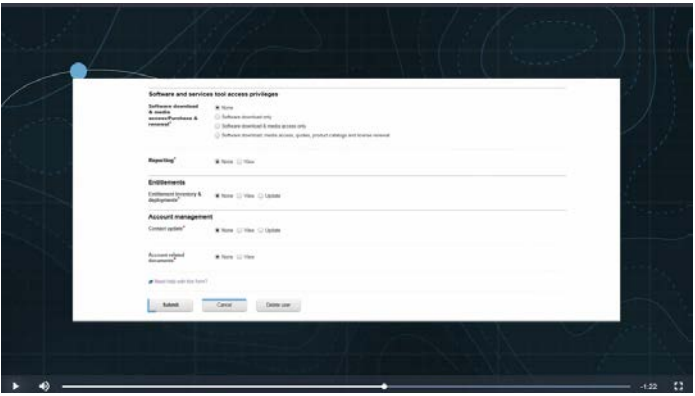 Software and services tool access privileges
Software download & media access/Purchase & renewal*
None
Software download only
Software download & media access only
Software download, media access, quotes, product catalogs and license renewal
Reporting*
None View
Entitlements
Entitlement inventory & deployments*
None View Update
Account management
Contact update*
None View Update
Account related documents*
None View
Need help with this form?
Submit Cancel Delete user
-1:22